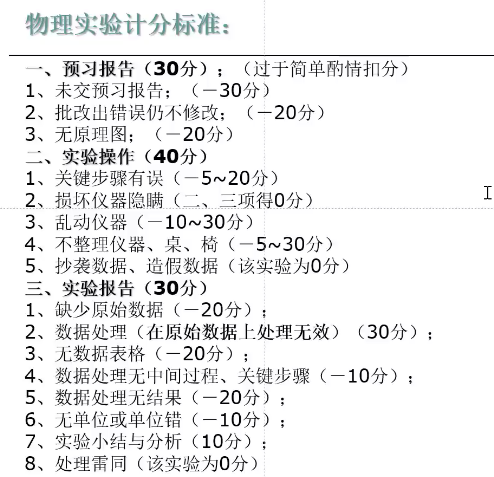 物理实验计分标准：
一、预习报告（30分）；（过于简单酌情扣分）
1、未交预习报告；（－30分）
2、批改出错误仍不修改；（－20分）
3、无原理图；（－20分）
二、实验操作（40分）
1、关键步骤有误（－5~20分）
2、损坏仪器隐瞒（二、三项得0分）
3、乱动仪器（－10~30分）
4、不整理仪器、桌、椅（－5~30分）
5、抄袭数据、造假数据（该实验为0分）
三、实验报告（30分）
1、缺少原始数据（－20分）；
2、数据处理（在原始数据上处理无效）（30分）；
3、无数据表格（－20分）；
4、数据处理无中间过程、关键步骤（－10分）；
5、数据处理无结果（－20分）；
6、无单位或单位错（－10分）；
7、实验小结与分析（10分）；
8、处理雷同（该实验为0分）